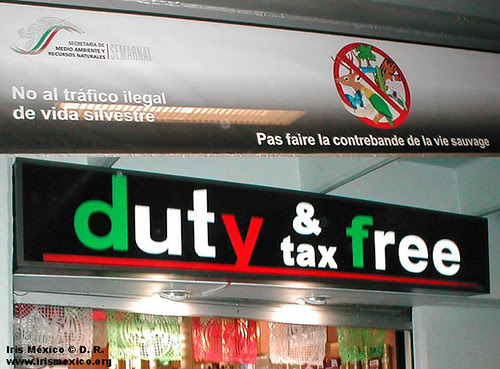 SECRETARÍA DE
MEDIO AMBIENTE Y
RECURSOS NATURALES
SEMARNAT
No al tráfico ilegal
de vida silvestre
Pas faire la contrebande de la vie sauvage
duty & tax free
Iris México © D. R.
www.irismexico.org